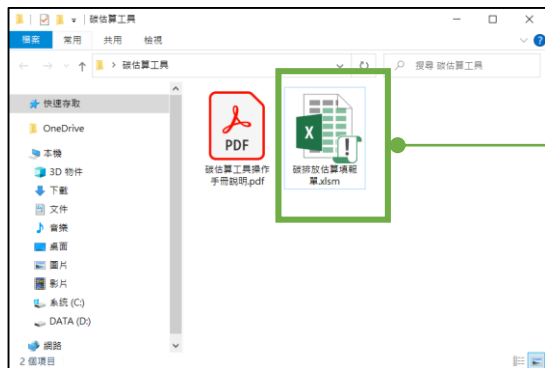 碳估算工具
檔案 常用 共用 檢視
碳估算工具
搜尋 碳估算工具
快速存取
OneDrive
本機
3D 物件
下載
文件
音樂
桌面
圖片
影片
系統 (C:)
DATA (D:)
網路
PDF
碳估算工具操作
手冊說明.pdf
X
碳排放估算填報
單.xlsm
2 個項目